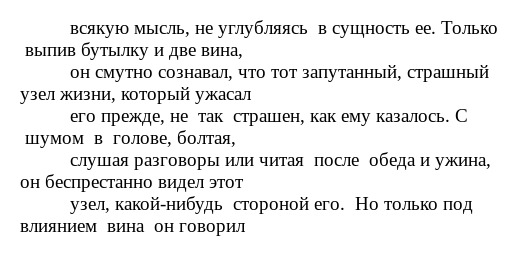 всякую мысль, не углубляясь  в сущность ее. Только
выпив бутылку и две вина,
он смутно сознавал, что тот запутанный, страшный
узел жизни, который ужасал
его прежде, не  так  страшен, как ему казалось. С
шумом  в  голове, болтая,
слушая разговоры или читая  после  обеда и ужина,
он беспрестанно видел этот
узел, какой-нибудь  стороной его.  Но только под
влиянием  вина  он говорил